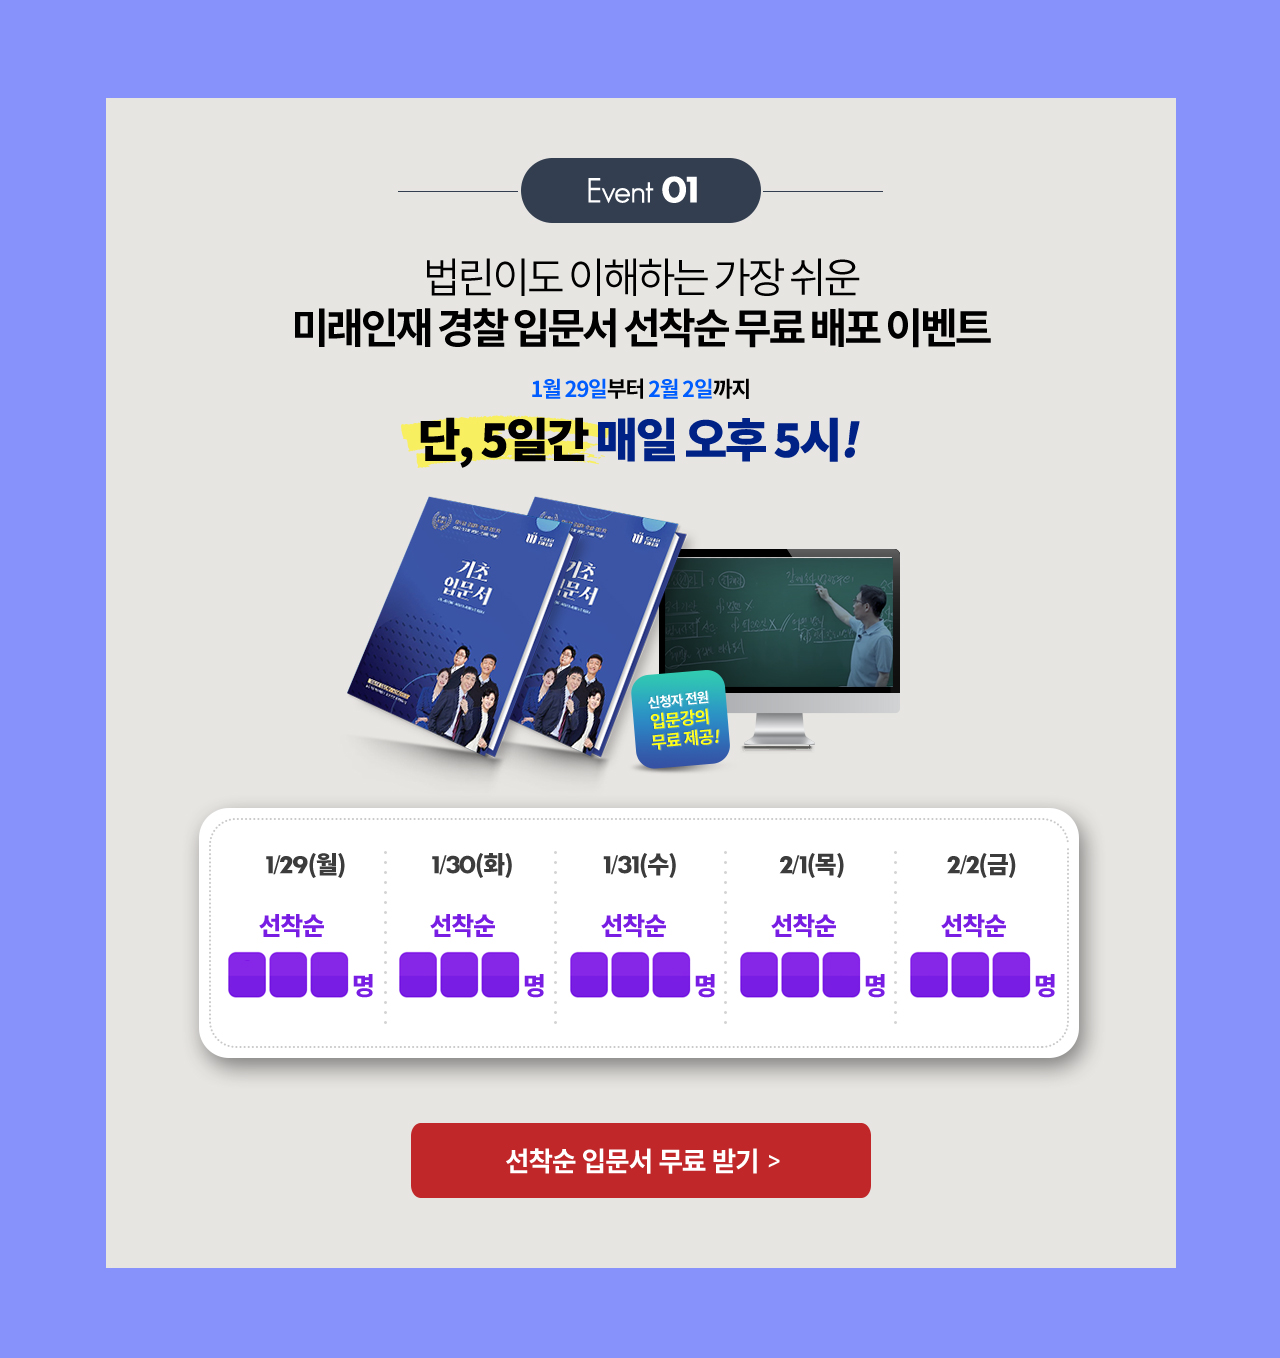 Event 01
법린이도 이해하는 가장 쉬운
미래인재 경찰 입문서 선착순 무료 배포 이벤트
1월 29일부터 2월 2일까지
단, 5일간 매일 오후 5시!
기초
입문서
기초
입문서
신청자 전원
입문강의
무료 제공!
1/29(월)
선착순
명
1/30(화)
선착순
명
1/31(수)
선착순
명
2/1(목)
선착순
명
2/2(금)
선착순
명
선착순 입문서 무료 받기 >